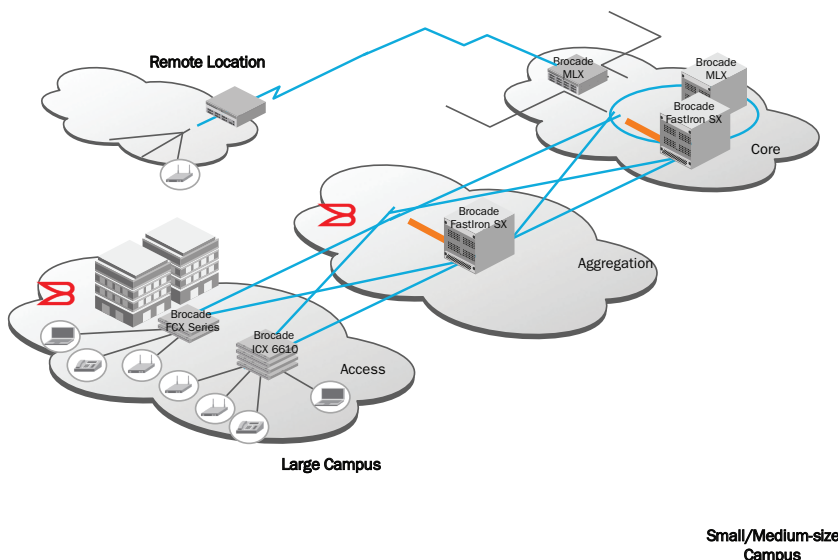 Remote Location
Brocade
MLX
Brocade
MLX
Brocade
FastIron SX
Core
Brocade
FastIron SX
Aggregation
Brocade
FCX Series
Brocade
ICX 6610
Access
Large Campus
Small/Medium-size
Campus